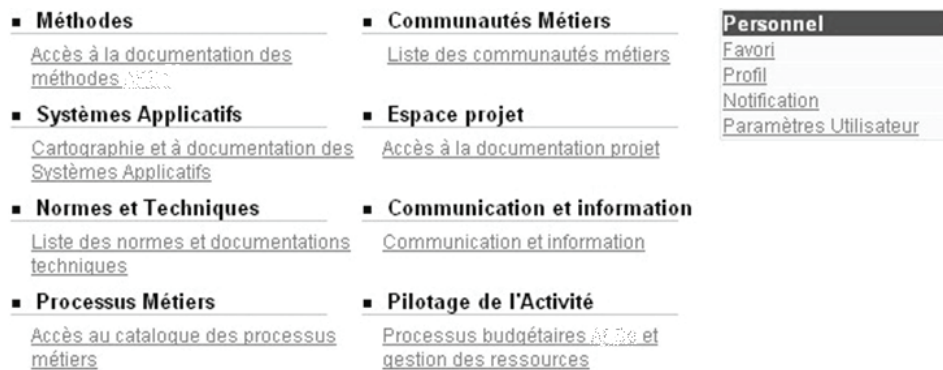 Méthodes
Accès à la documentation des
méthodes
Systèmes Applicatifs
Cartographie et à documentation des
Systèmes Applicatifs
Normes et Techniques
Liste des normes et documentations
techniques
Processus Métiers
Accès au catalogue des processus
métiers
Communautés Métiers
Liste des communautés métiers
Espace projet
Accès à la documentation projet
Communication et information
Communication et information
Pilotage de l'Activité
Processus budgétaires et
gestion des ressources
Personnel
Favori
Profil
Notification
Paramètres Utilisateur